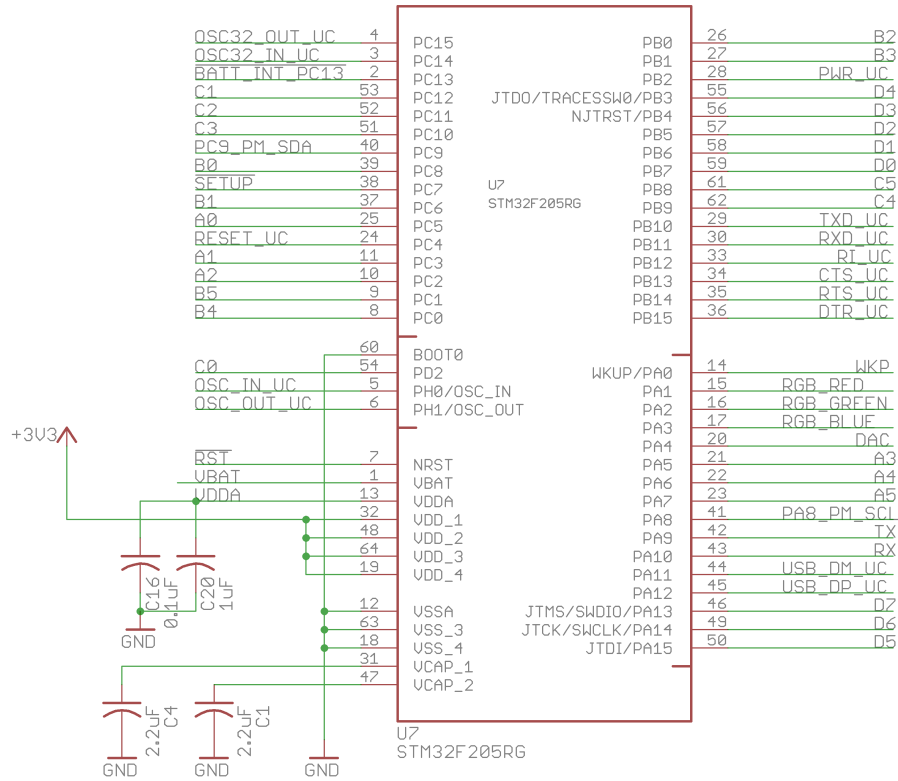 OSC32_OUT_UC 4 PC15 PB0 26 B2
OSC32_IN_UC 3 PC14 PB1 27 B3
BATT_INT_PC13 2 PC13 PB2 28 PWR_UC
C1 53 PC12 JTDO/TRACESSW0/PB3 55 D4
C2 52 PC11 NJTRST/PB4 56 D3
C3 51 PC10 PB5 57 D2
PC9_PM_SDA 40 PC9 PB6 58 D1
B0 39 PC8 PB7 59 D0
SETUP 38 PC7 U7 PB8 61 C5
B1 37 PC6 STM32F205RG PB9 62 C4
A0 25 PC5 PB10 29 TXD_UC
RESET_UC 24 PC4 PB11 30 RXD_UC
A1 11 PC3 PB12 33 RI_UC
A2 10 PC2 PB13 34 CTS_UC
B5 9 PC1 PB14 35 RTS_UC
B4 8 PC0 PB15 36 DTR_UC
60 BOOT0
C0 54 PD2 WKUP/PA0 14 WKP
OSC_IN_UC 5 PH0/OSC_IN PA1 15 RGB_RED
OSC_OUT_UC 6 PH1/OSC_OUT PA2 16 RGB_GREEN
PA3 17 RGB_BLUE
+3V3 PA4 20 DAC
RST 7 NRST PA5 21 A3
VBAT 1 VBAT PA6 22 A4
VDDA 13 VDDA PA7 23 A5
32 VDD_1 PA8 41 PA8_PM_SCL
48 VDD_2 PA9 42 TX
64 VDD_3 PA10 43 RX
19 VDD_4 PA11 44 USB_DM_UC
PA12 45 USB_DP_UC
C16 0.1uF C20 1uF
12 VSSA JTMS/SWDIO/PA13 46 D7
63 VSS_3 JTCK/SWCLK/PA14 49 D6
GND 18 VSS_4 JTDI/PA15 50 D5
31 VCAP_1
47 VCAP_2
2.2uF C4 2.2uF C1
U7
STM32F205RG
GND GND GND